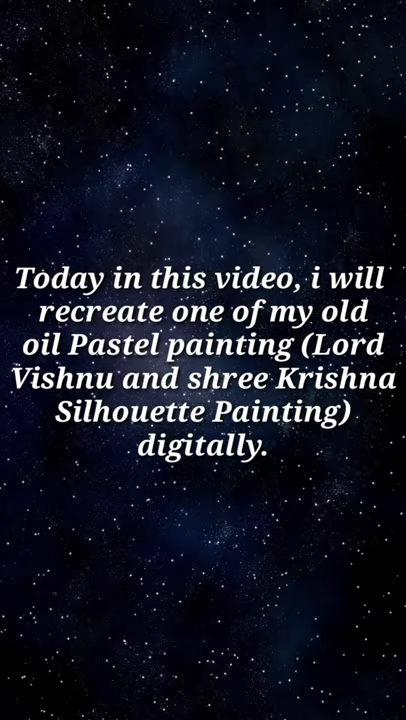 Today in this video, i will
recreate one of my old
oil Pastel painting (Lord
Vishnu and shree Krishna
Silhouette Painting)
digitally.